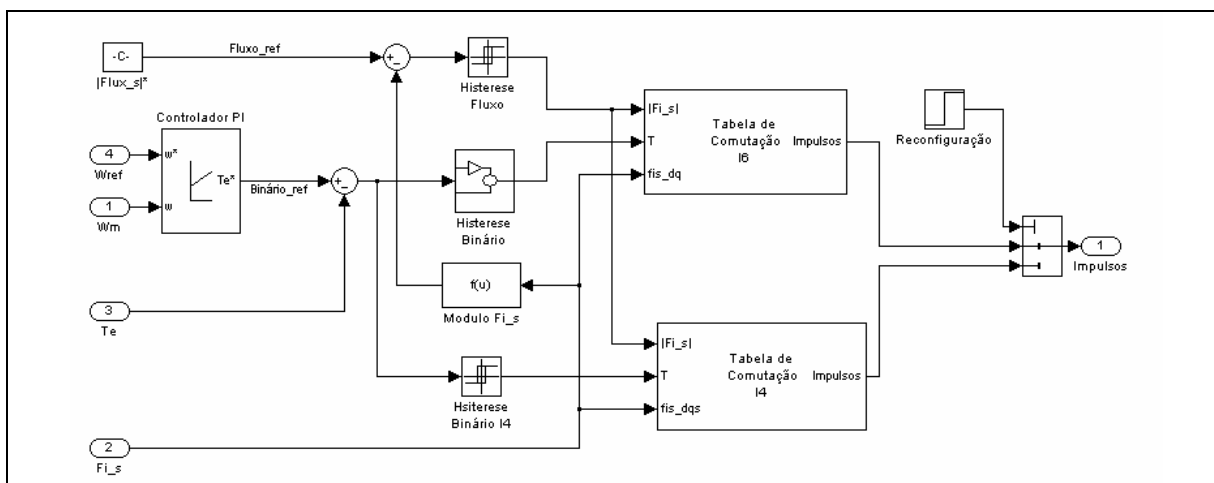 -C-
|Flux_s|*
Fluxo_ref
+
-
Histerese
Fluxo
Controlador PI
4
Wref
1
Wm
w*
w
Te*
Binário_ref
+
-
Histerese
Binário
f(u)
Modulo Fi_s
3
Te
Hsiterese
Binário I4
2
Fi_s
|Fi_s|
T
fis_dq
Tabela de
Comutação
I6
Impulsos
|Fi_s|
T
fis_dqs
Tabela de
Comutação
I4
Impulsos
Reconfiguração
1
Impulsos